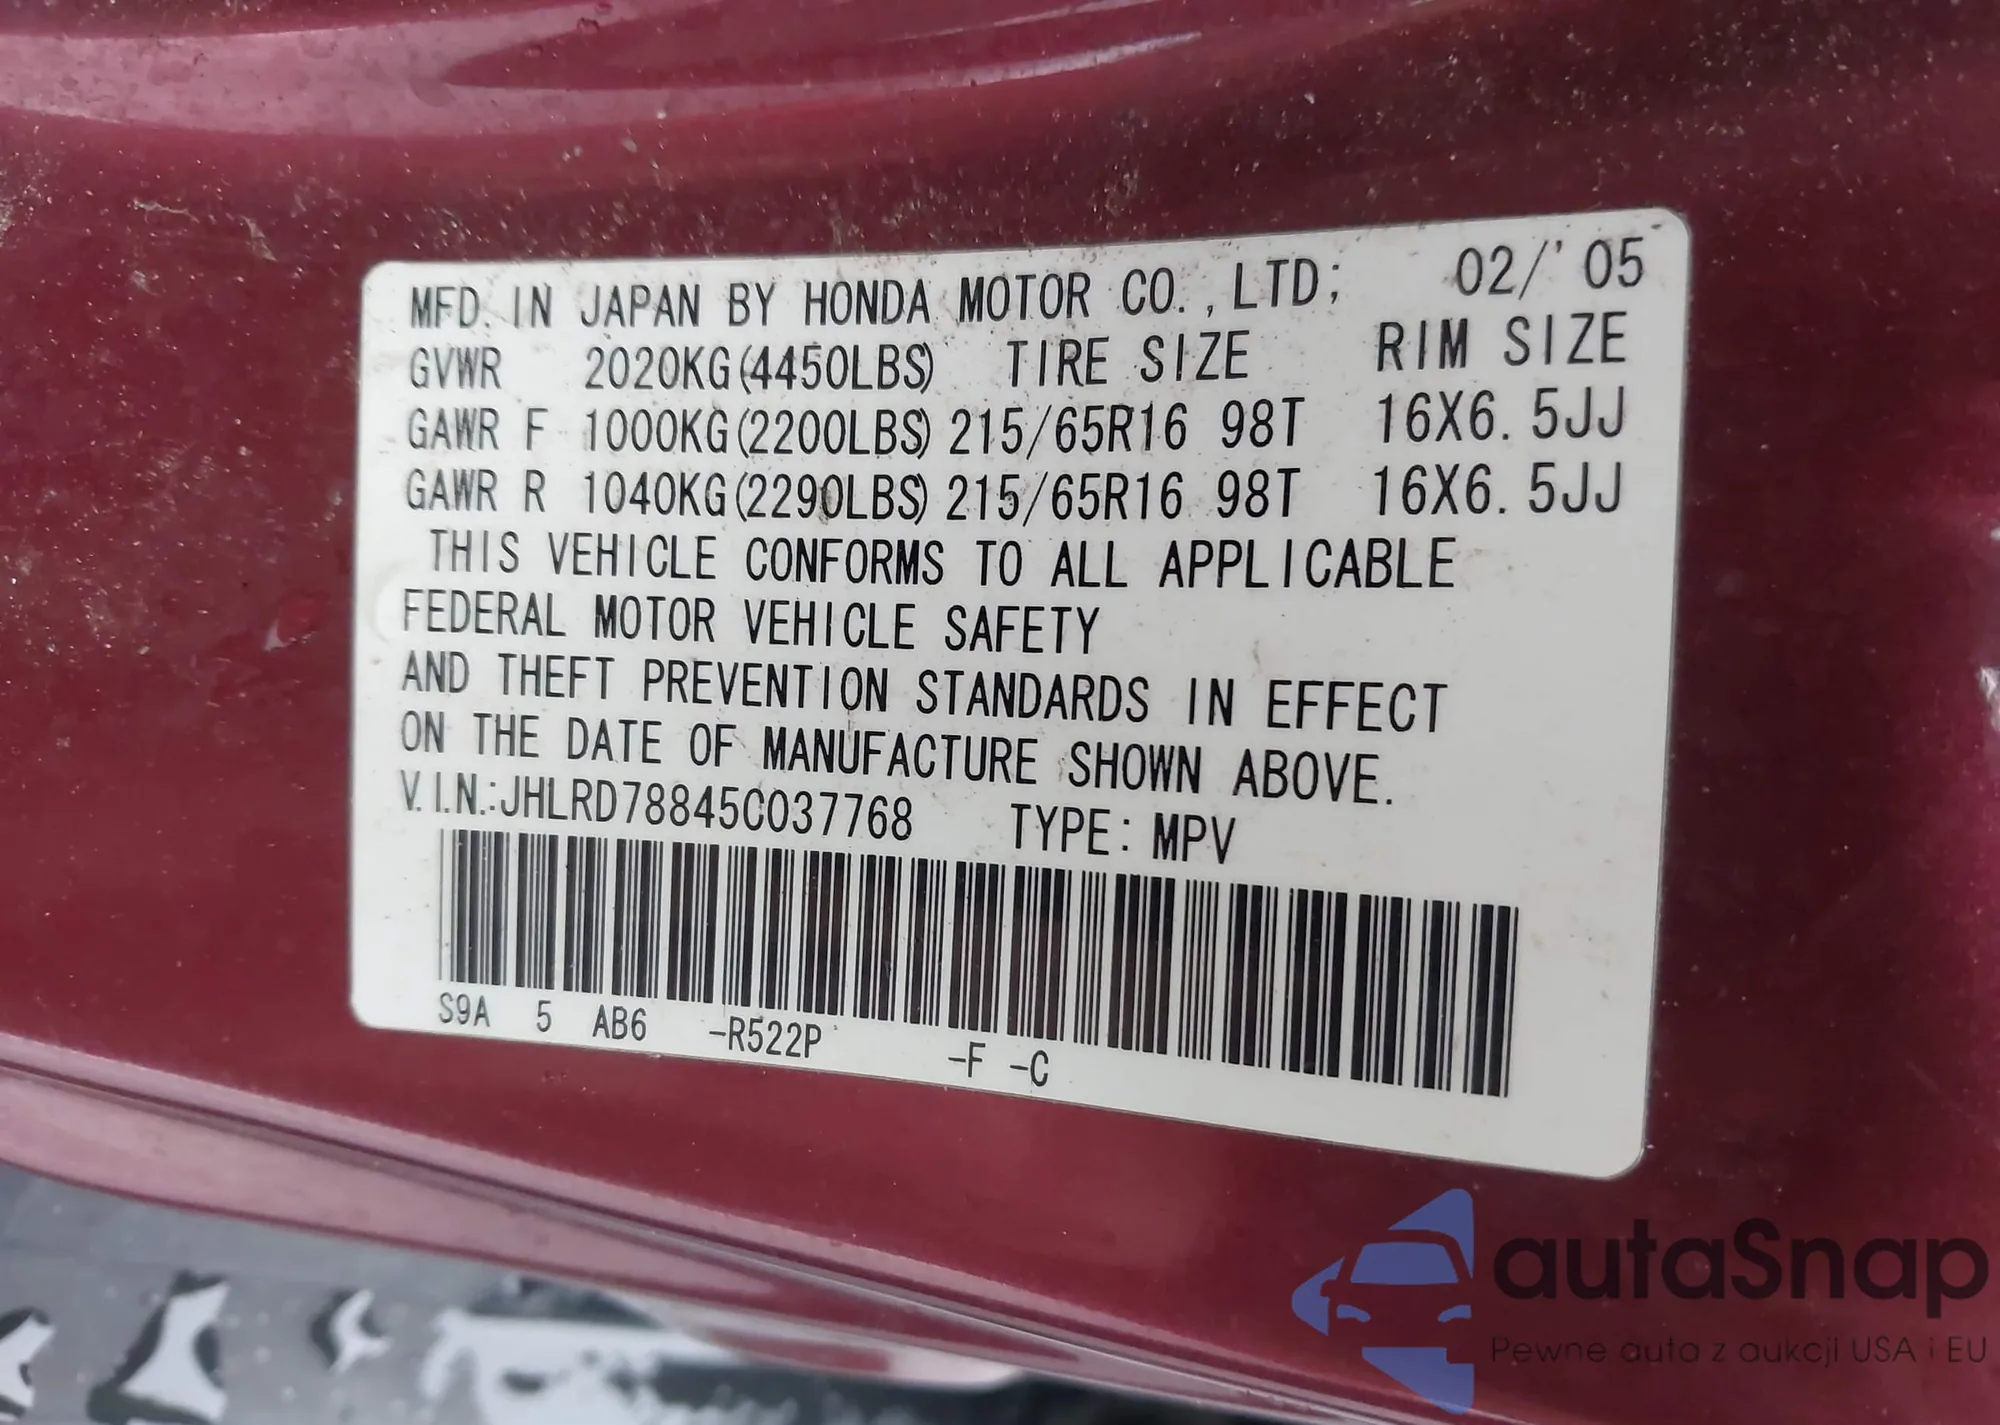 MFD. IN JAPAN BY HONDA MOTOR CO.,LTD; 02/'05
GVWR 2020KG(4450LBS) TIRE SIZE RIM SIZE
GAWR F 1000KG(2200LBS) 215/65R16 98T 16X6.5JJ
GAWR R 1040KG(2290LBS) 215/65R16 98T 16X6.5JJ
THIS VEHICLE CONFORMS TO ALL APPLICABLE
FEDERAL MOTOR VEHICLE SAFETY
AND THEFT PREVENTION STANDARDS IN EFFECT
ON THE DATE OF MANUFACTURE SHOWN ABOVE.
V.I.N.:JHLRD78845C037768 TYPE: MPV
S9A 5 AB6 -R522P -F -C
autaSnap
Pewne auta z aukcji USA i EU